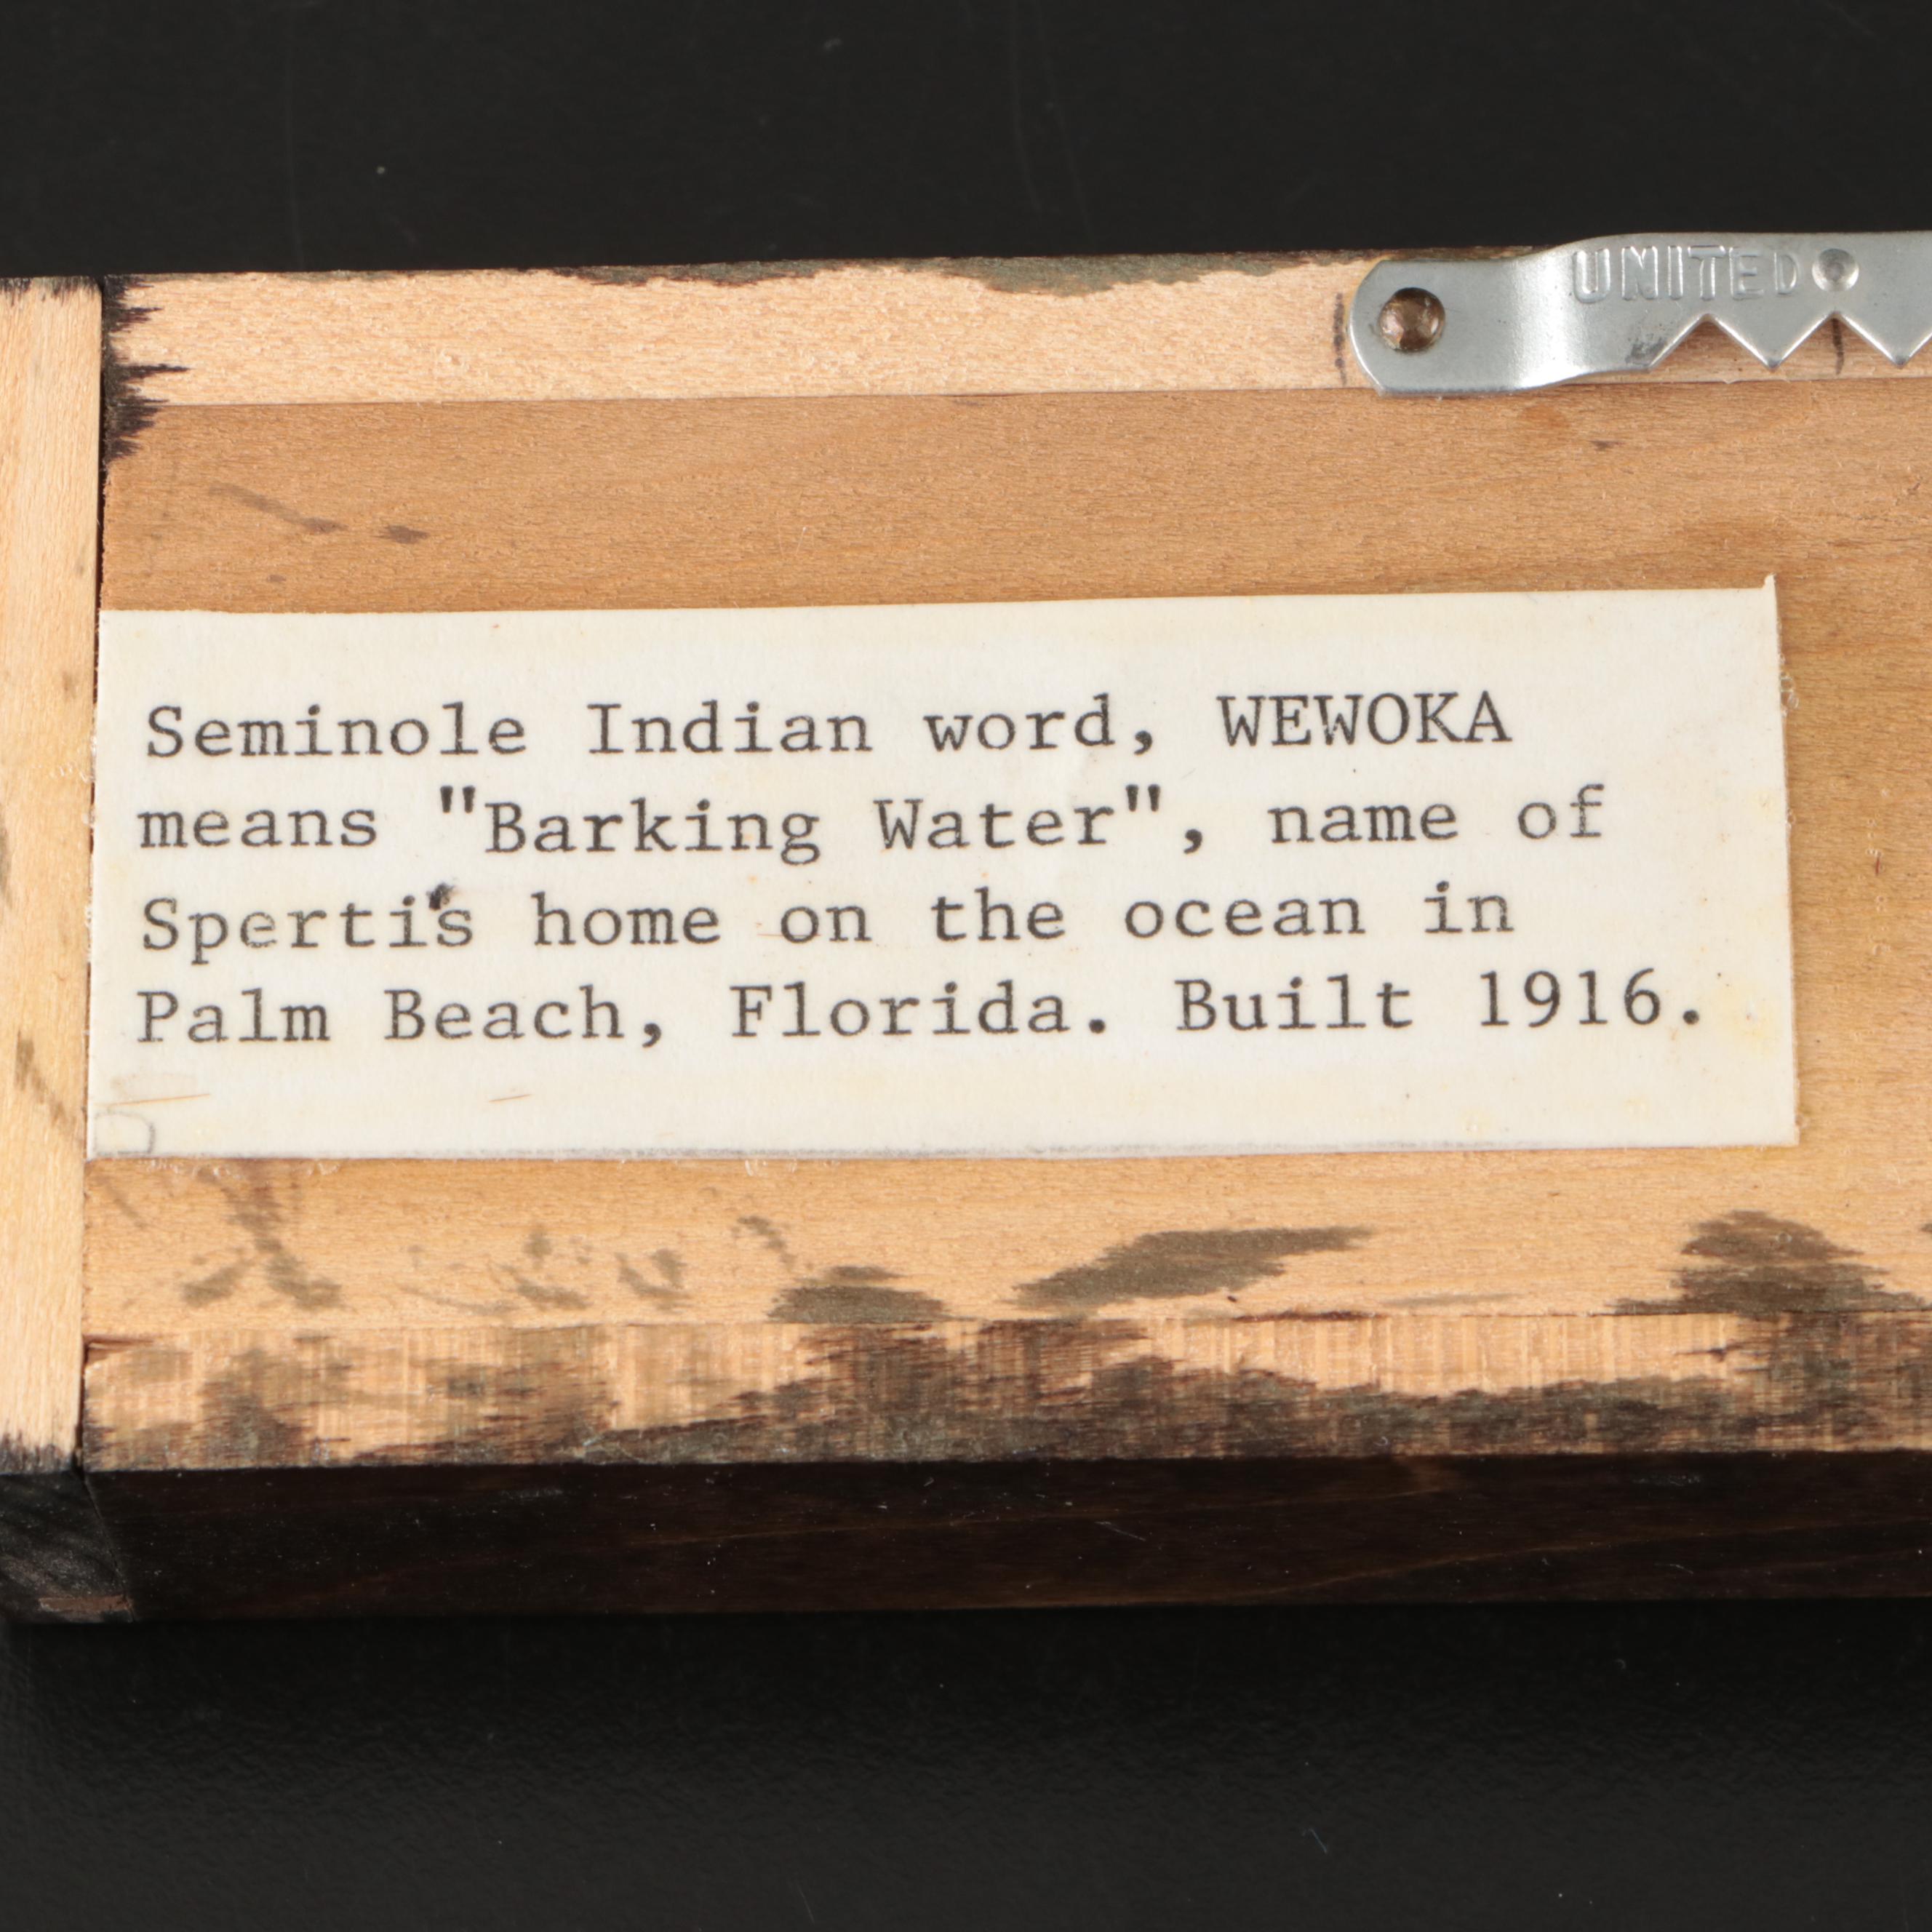 UNITED
Seminole Indian word, WEWOKA
means "Barking Water", name of
Sperti's home on the ocean in
Palm Beach, Florida. Built 1916.